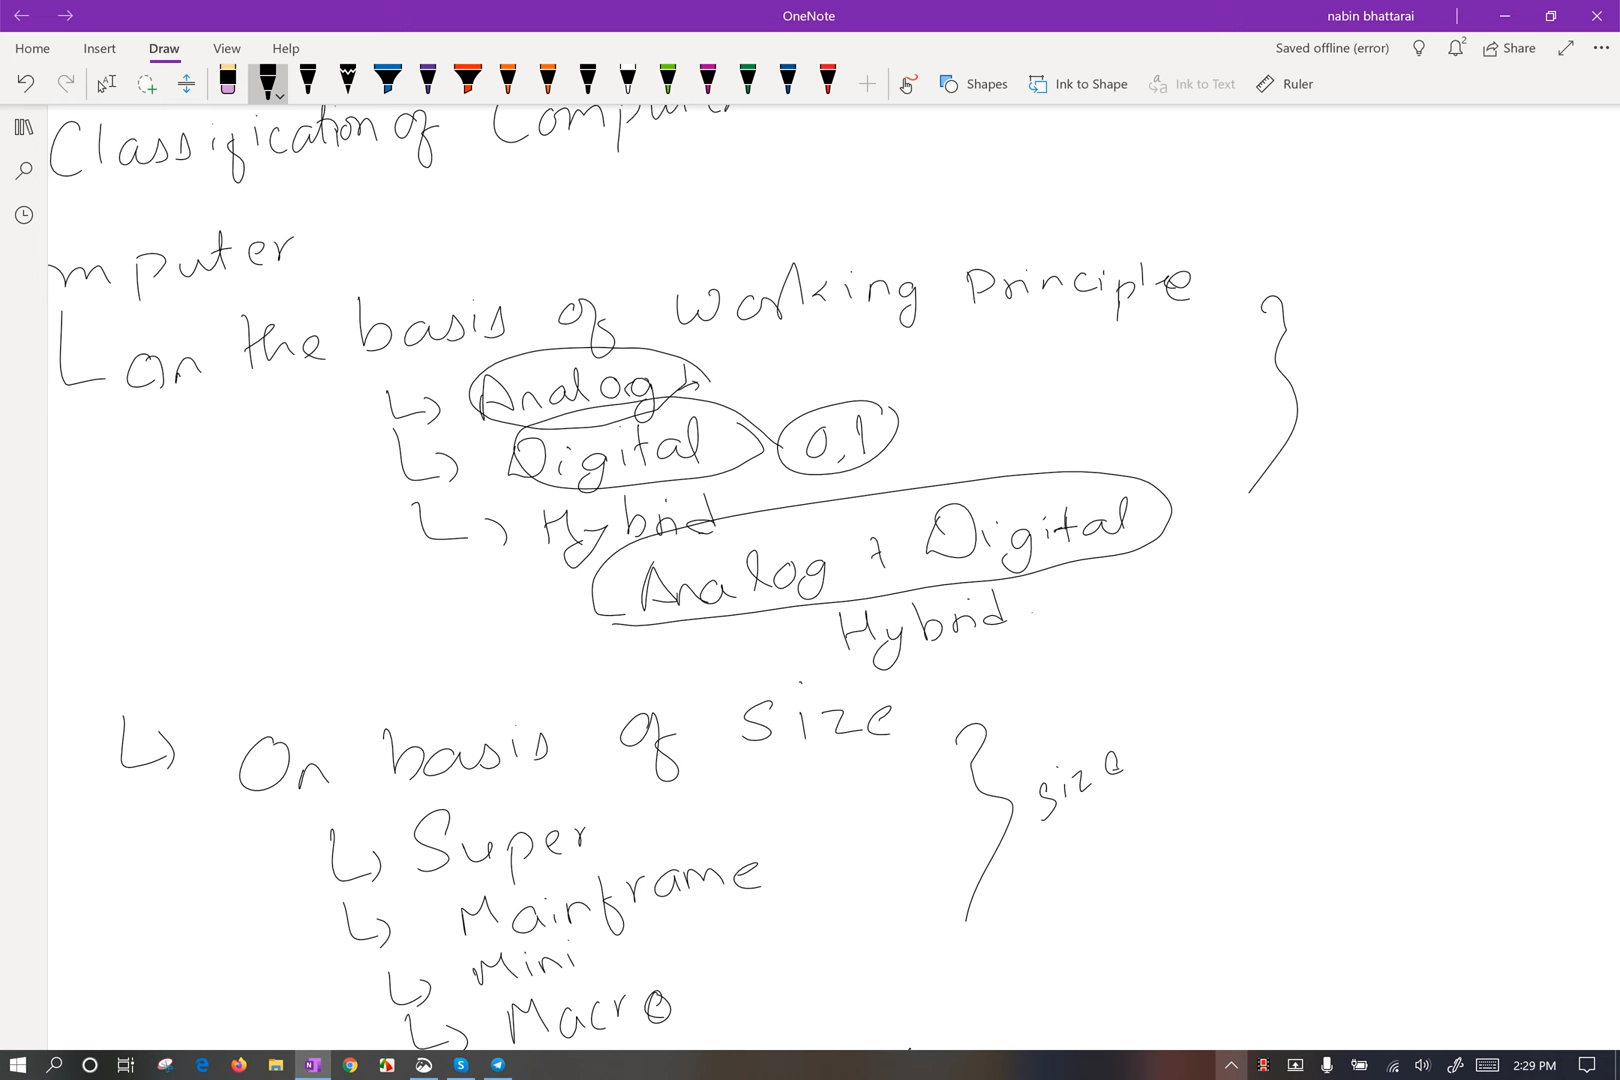 OneNote
nabin bhattarai
Home Insert Draw View Help
Saved offline (error)
2
Share
Shapes
Ink to Shape
Ink to Text
Ruler
Classification of Computer
mputer
on the basis of working principle
Analog
Digital 0,1
Hybrid
Analog + Digital
Hybrid
On basis of size
size
Super
Mainframe
Mini
Macro
2:29 PM